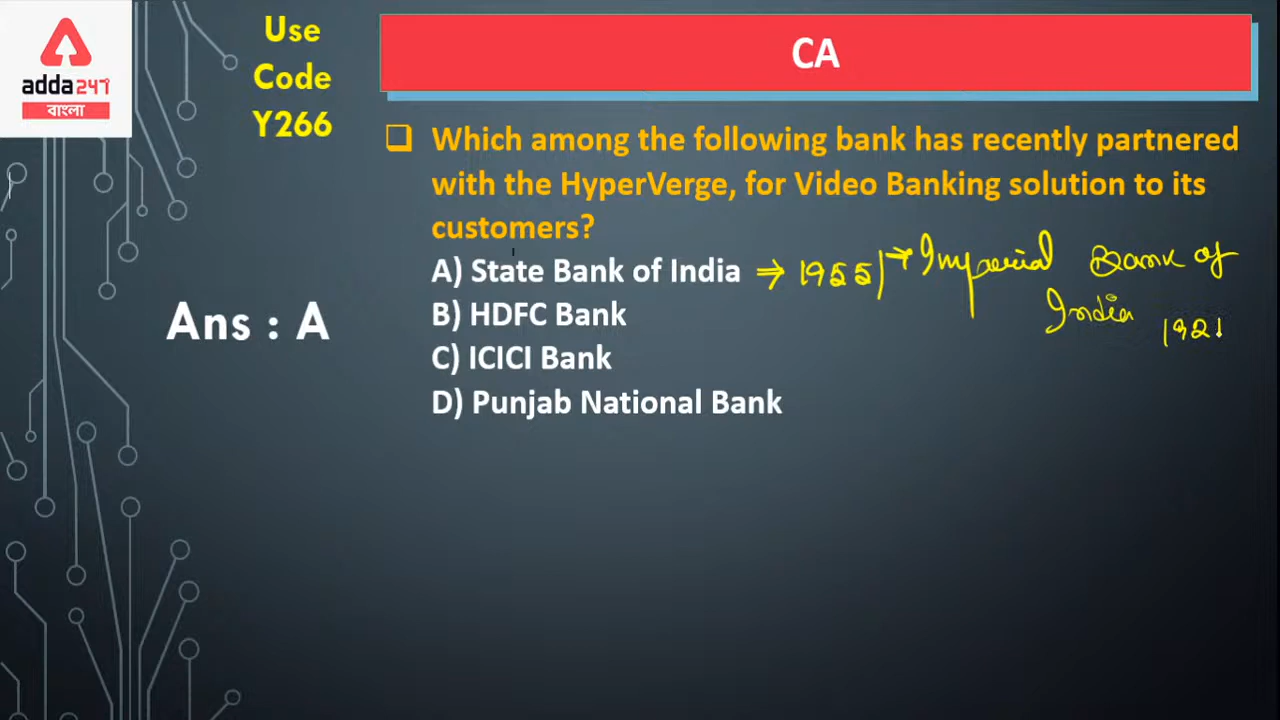 adda247
বাংলা
Use
Code
Y266
CA
Which among the following bank has recently partnered
with the HyperVerge, for Video Banking solution to its
customers?
A) State Bank of India ⇒ 1955 → Imperial Bank of
India 1921
B) HDFC Bank
C) ICICI Bank
D) Punjab National Bank
Ans : A